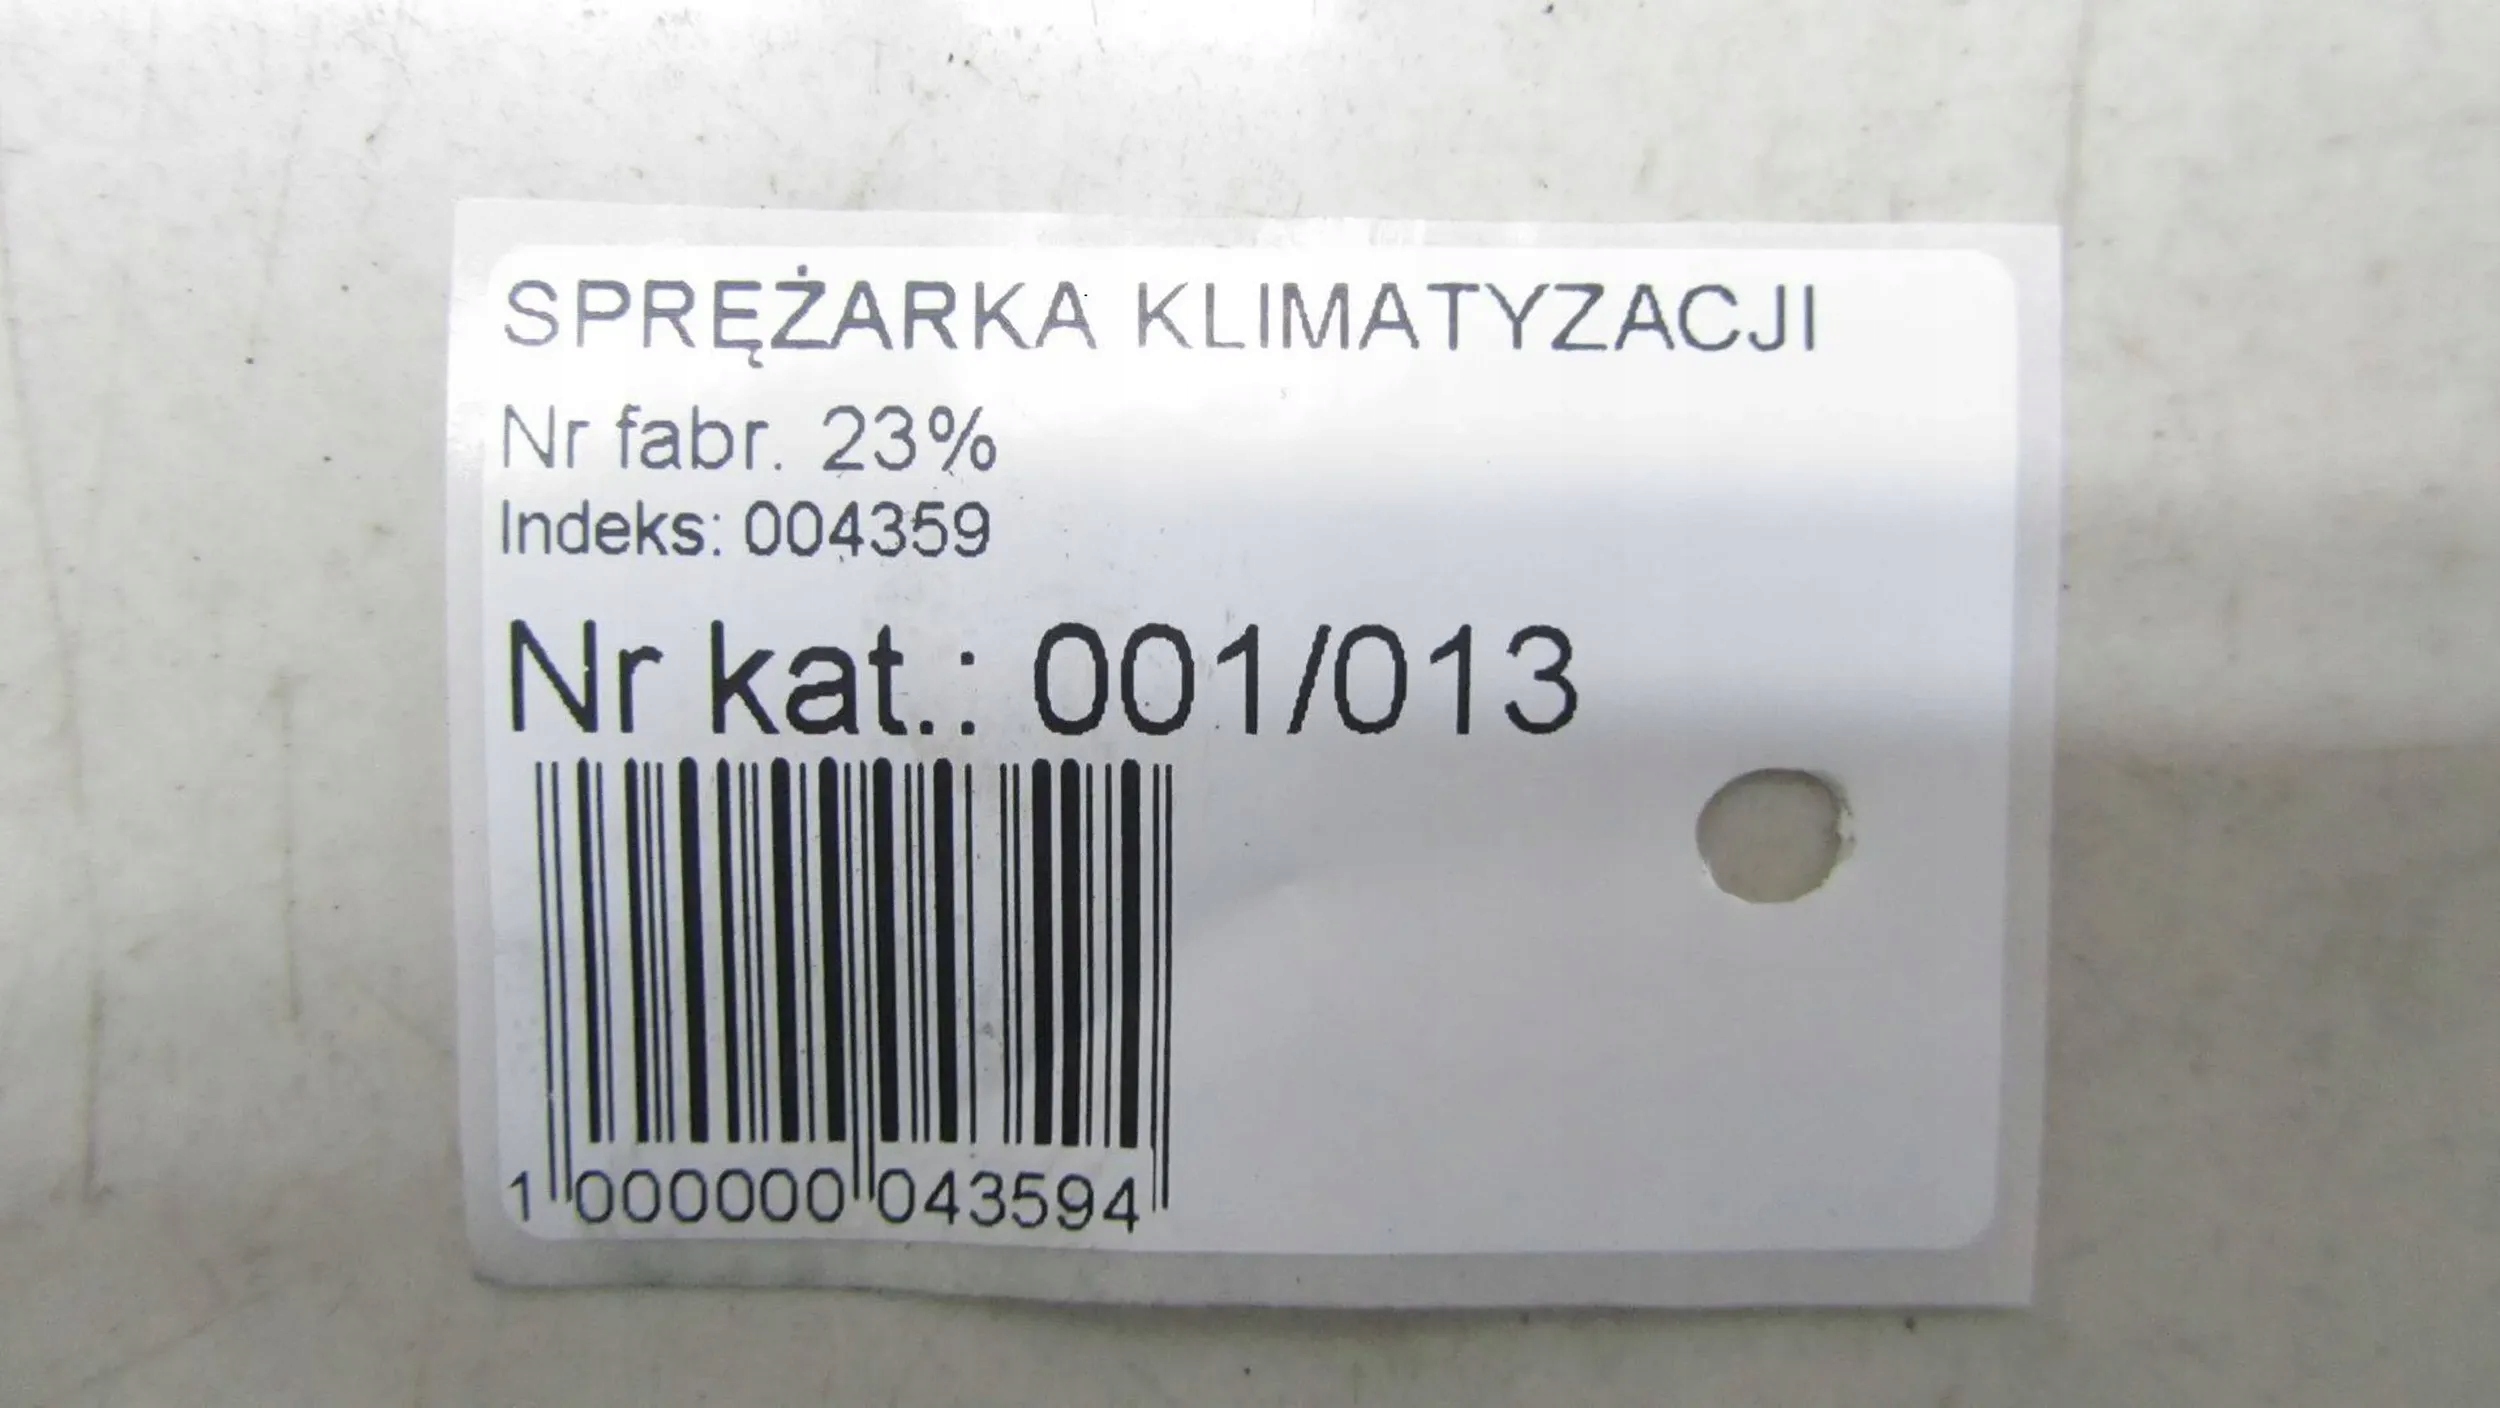 SPRĘŻARKA KLIMATYZACJI
Nr fabr. 23%
Indeks: 004359
Nr kat.: 001/013
1 000000 043594